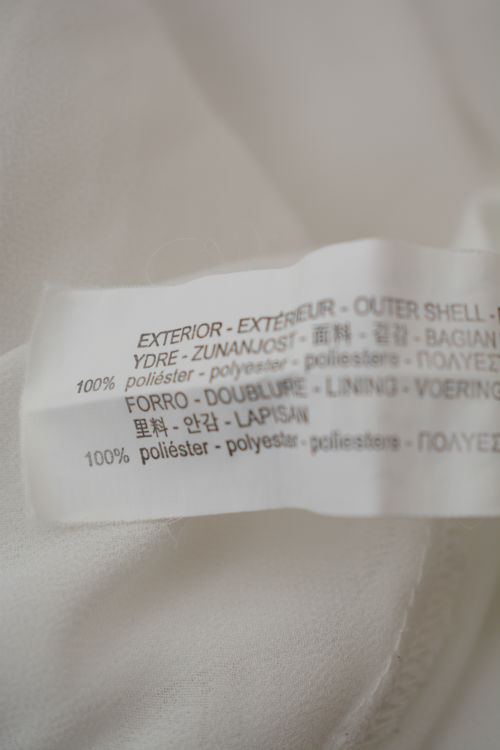 EXTERIOR - EXTÉRIEUR - OUTER SHELL -
YDRE - ZUNANJOST - 面料 - 겉감 - BAGIAN
100% poliéster - polyester - poliestere - ΠΟΛΥΕΣ
FORRO - DOUBLURE - LINING - VOERING
里料 - 안감 - LAPISAN
100% poliéster - polyester - poliestere - ΠΟΛΥΕΣ